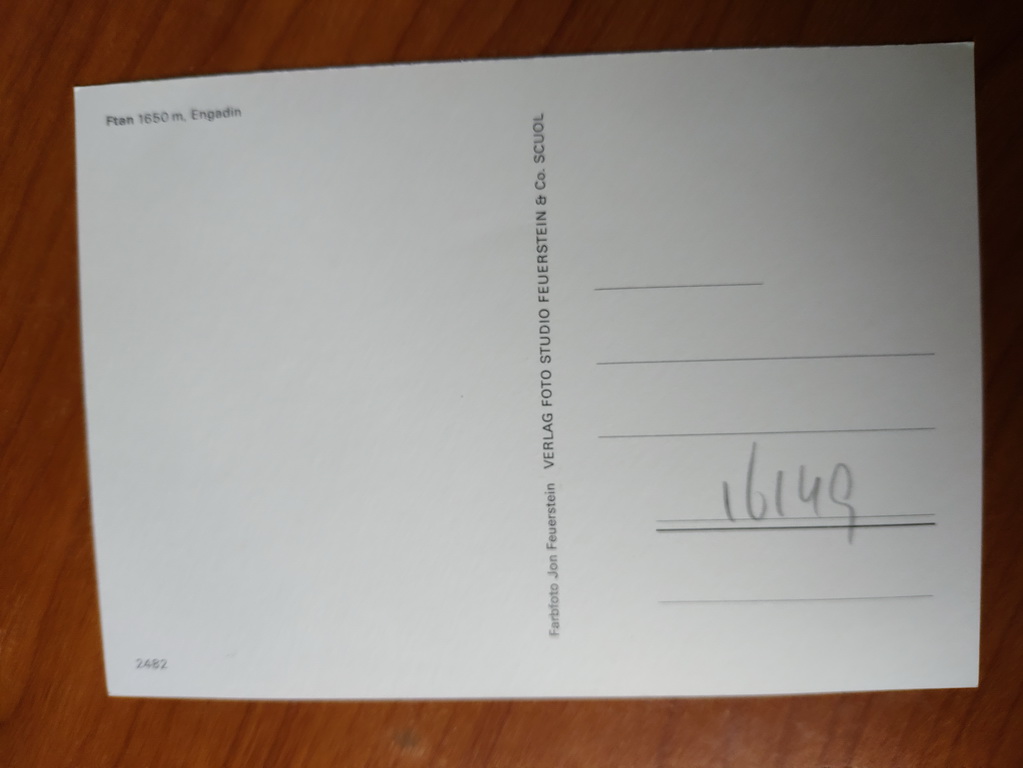 Ftan 1650 m, Engadin
Farbfoto Jon Feuerstein VERLAG FOTO STUDIO FEUERSTEIN & Co. SCUOL
16149
2482